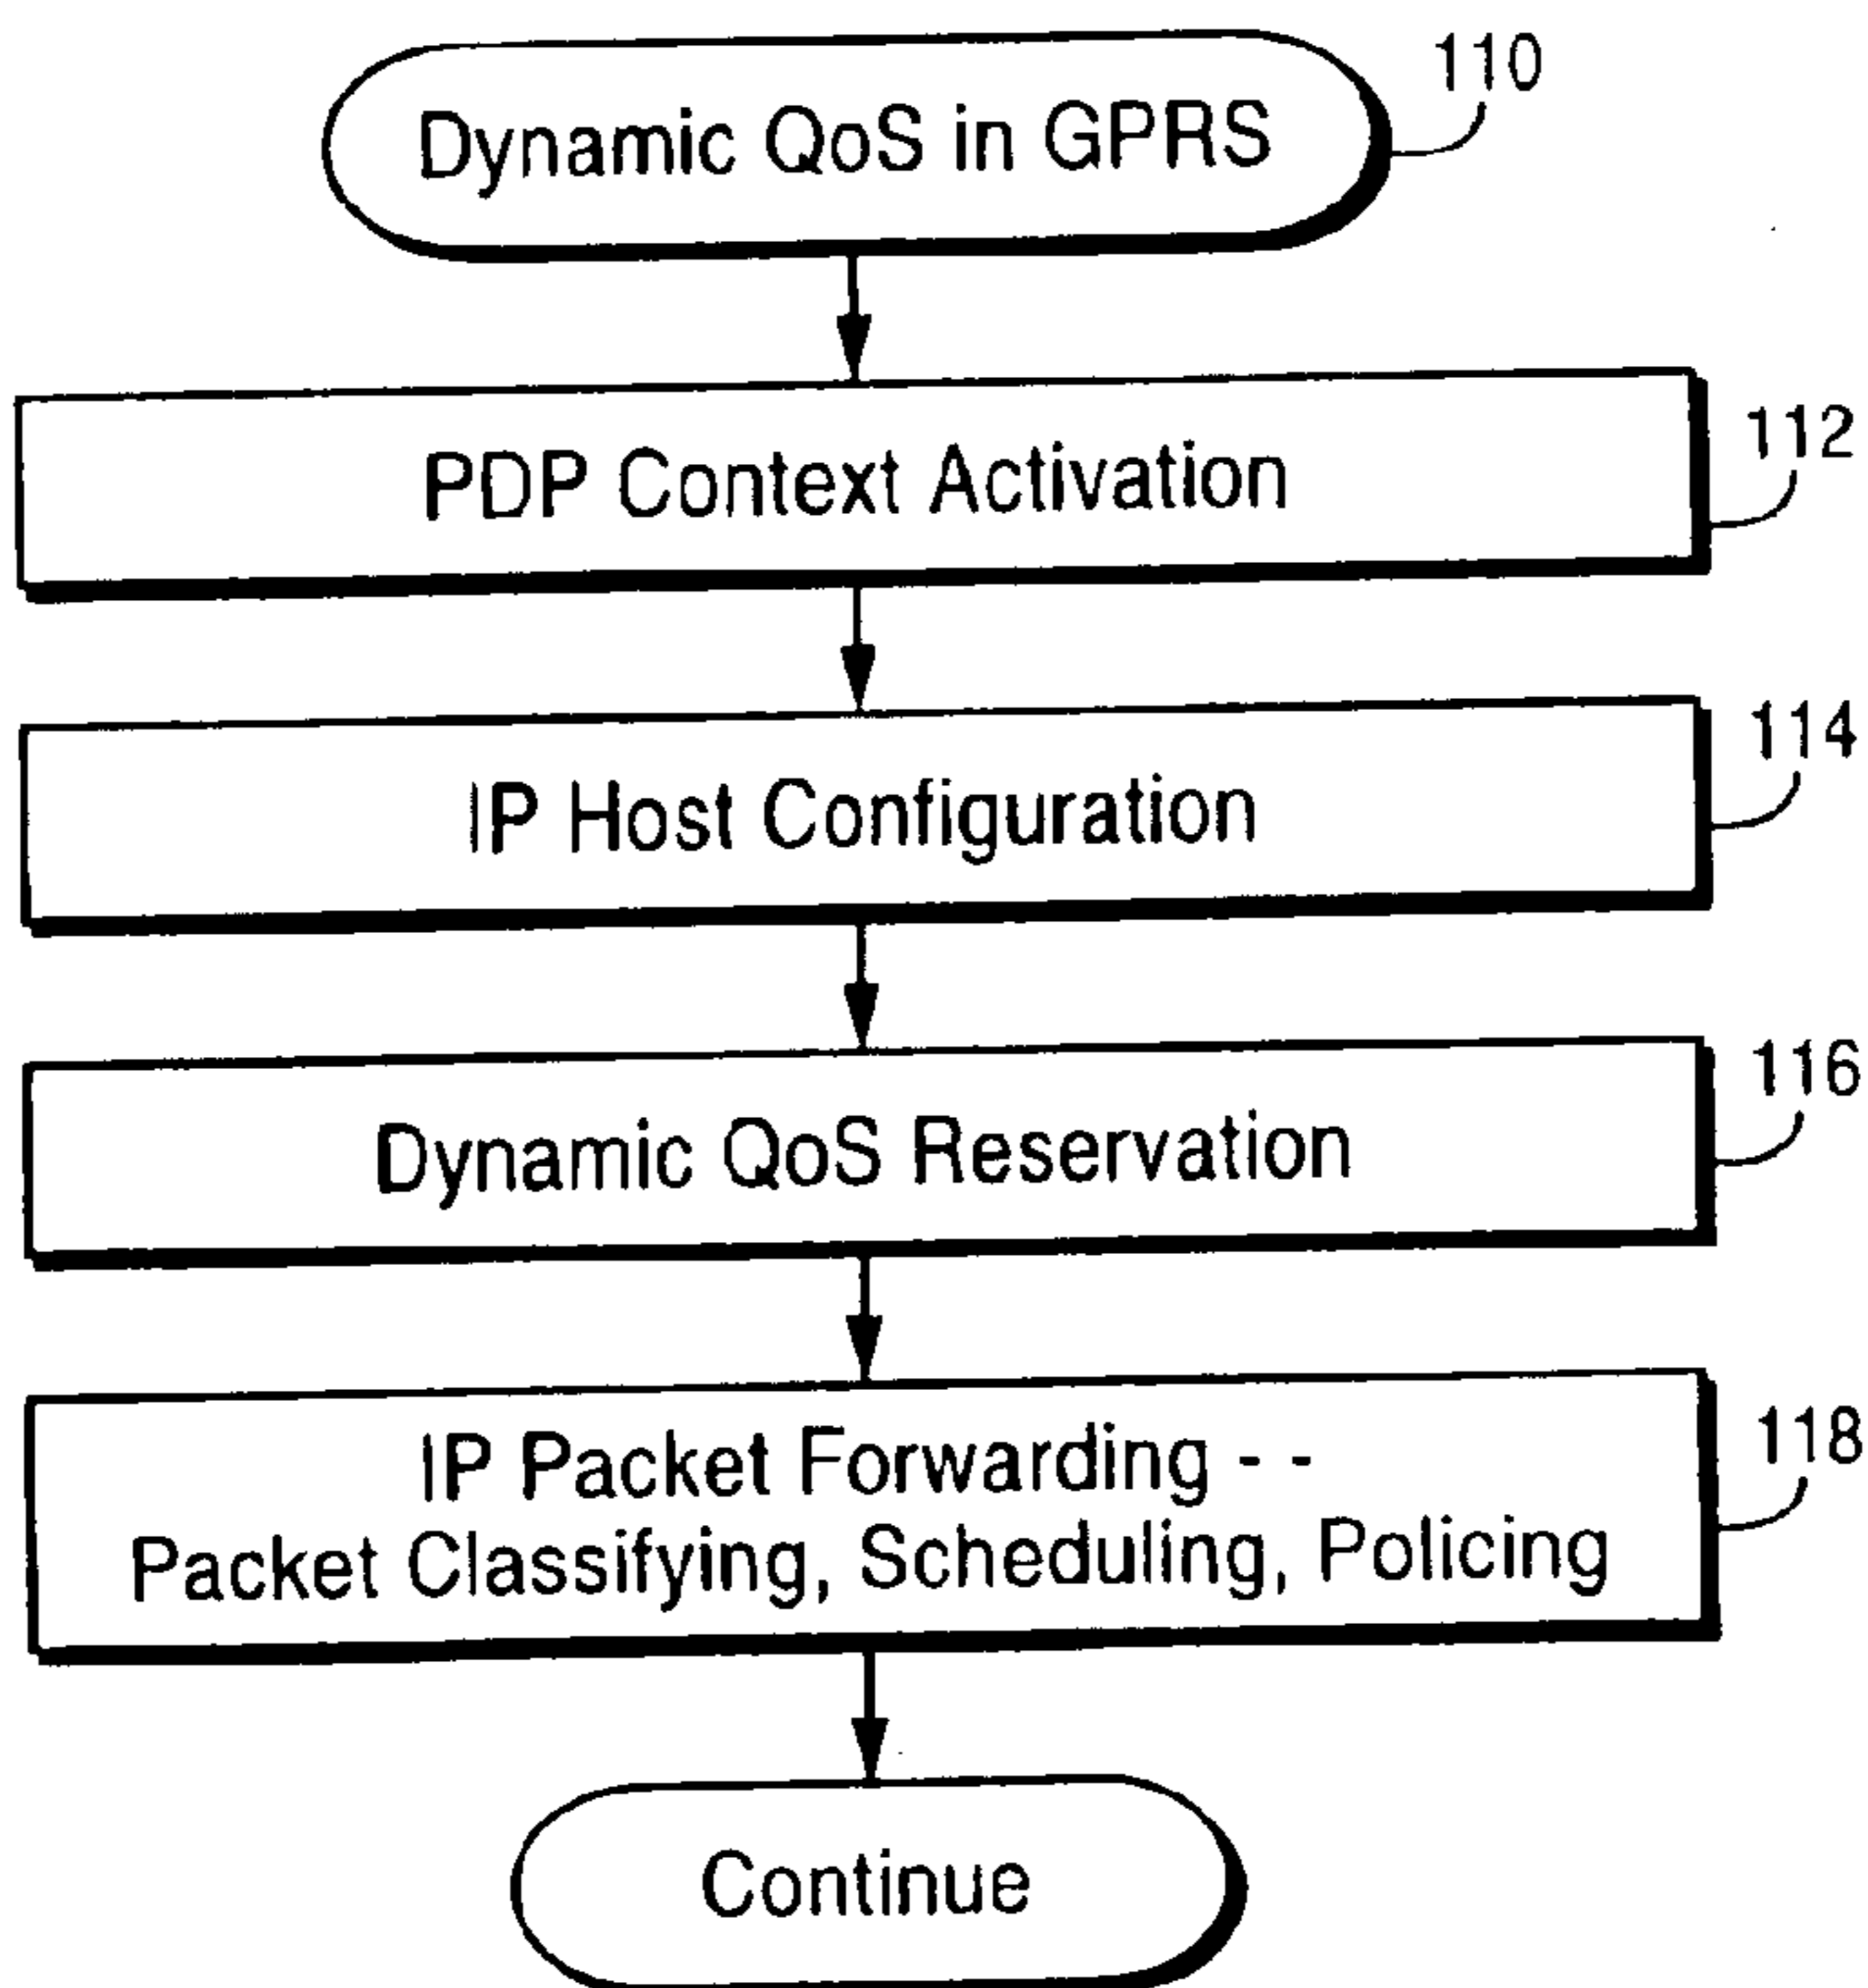 110
Dynamic QoS in GPRS
112
PDP Context Activation
114
IP Host Configuration
116
Dynamic QoS Reservation
118
IP Packet Forwarding - -
Packet Classifying, Scheduling, Policing
Continue